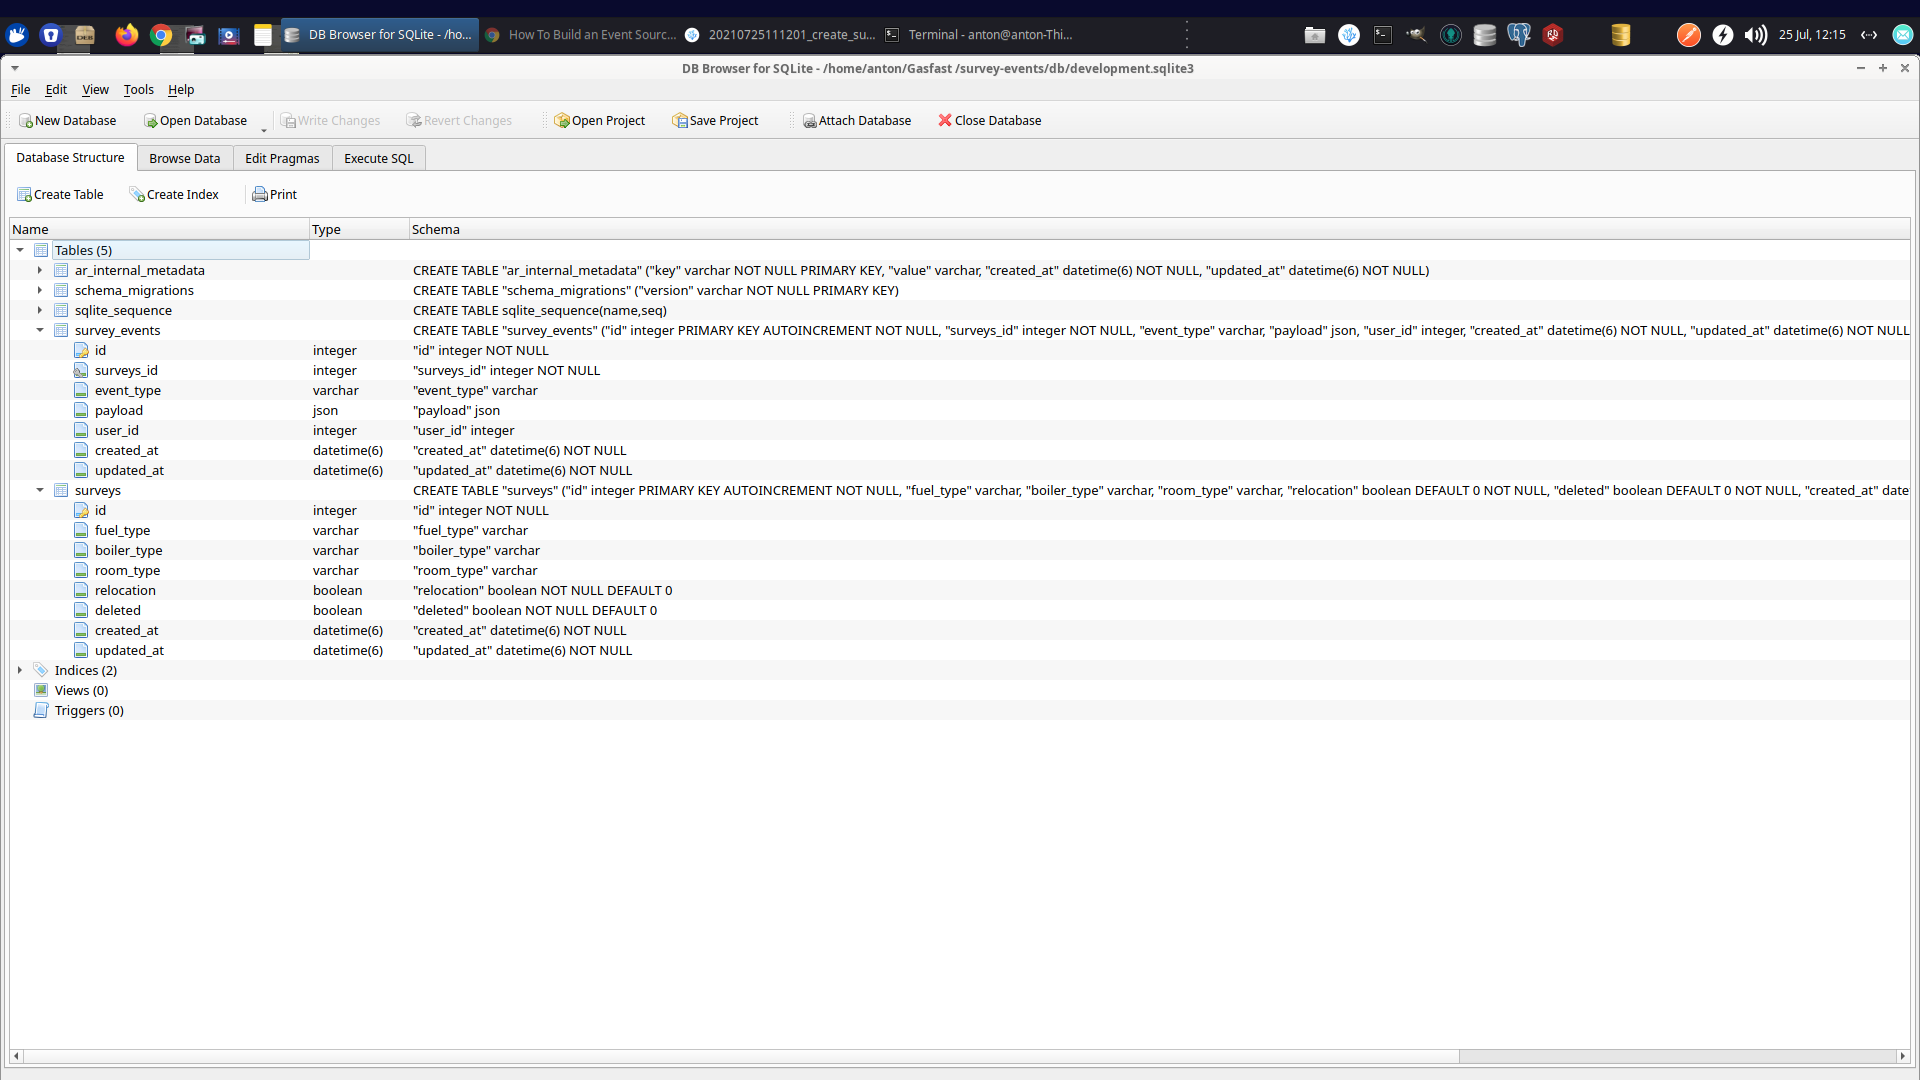 DB Browser for SQLite - /ho... How To Build an Event Sourc... 20210725111201_create_su... Terminal - anton@anton-Thi... 25 Jul, 12:15
DB Browser for SQLite - /home/anton/Gasfast /survey-events/db/development.sqlite3
File Edit View Tools Help
New Database Open Database Write Changes Revert Changes Open Project Save Project Attach Database Close Database
Database Structure Browse Data Edit Pragmas Execute SQL
Create Table Create Index Print
Name Type Schema
Tables (5)
ar_internal_metadata CREATE TABLE "ar_internal_metadata" ("key" varchar NOT NULL PRIMARY KEY, "value" varchar, "created_at" datetime(6) NOT NULL, "updated_at" datetime(6) NOT NULL)
schema_migrations CREATE TABLE "schema_migrations" ("version" varchar NOT NULL PRIMARY KEY)
sqlite_sequence CREATE TABLE sqlite_sequence(name,seq)
survey_events CREATE TABLE "survey_events" ("id" integer PRIMARY KEY AUTOINCREMENT NOT NULL, "surveys_id" integer NOT NULL, "event_type" varchar, "payload" json, "user_id" integer, "created_at" datetime(6) NOT NULL, "updated_at" datetime(6) NOT NULL
id integer "id" integer NOT NULL
surveys_id integer "surveys_id" integer NOT NULL
event_type varchar "event_type" varchar
payload json "payload" json
user_id integer "user_id" integer
created_at datetime(6) "created_at" datetime(6) NOT NULL
updated_at datetime(6) "updated_at" datetime(6) NOT NULL
surveys CREATE TABLE "surveys" ("id" integer PRIMARY KEY AUTOINCREMENT NOT NULL, "fuel_type" varchar, "boiler_type" varchar, "room_type" varchar, "relocation" boolean DEFAULT 0 NOT NULL, "deleted" boolean DEFAULT 0 NOT NULL, "created_at" date
id integer "id" integer NOT NULL
fuel_type varchar "fuel_type" varchar
boiler_type varchar "boiler_type" varchar
room_type varchar "room_type" varchar
relocation boolean "relocation" boolean NOT NULL DEFAULT 0
deleted boolean "deleted" boolean NOT NULL DEFAULT 0
created_at datetime(6) "created_at" datetime(6) NOT NULL
updated_at datetime(6) "updated_at" datetime(6) NOT NULL
Indices (2)
Views (0)
Triggers (0)